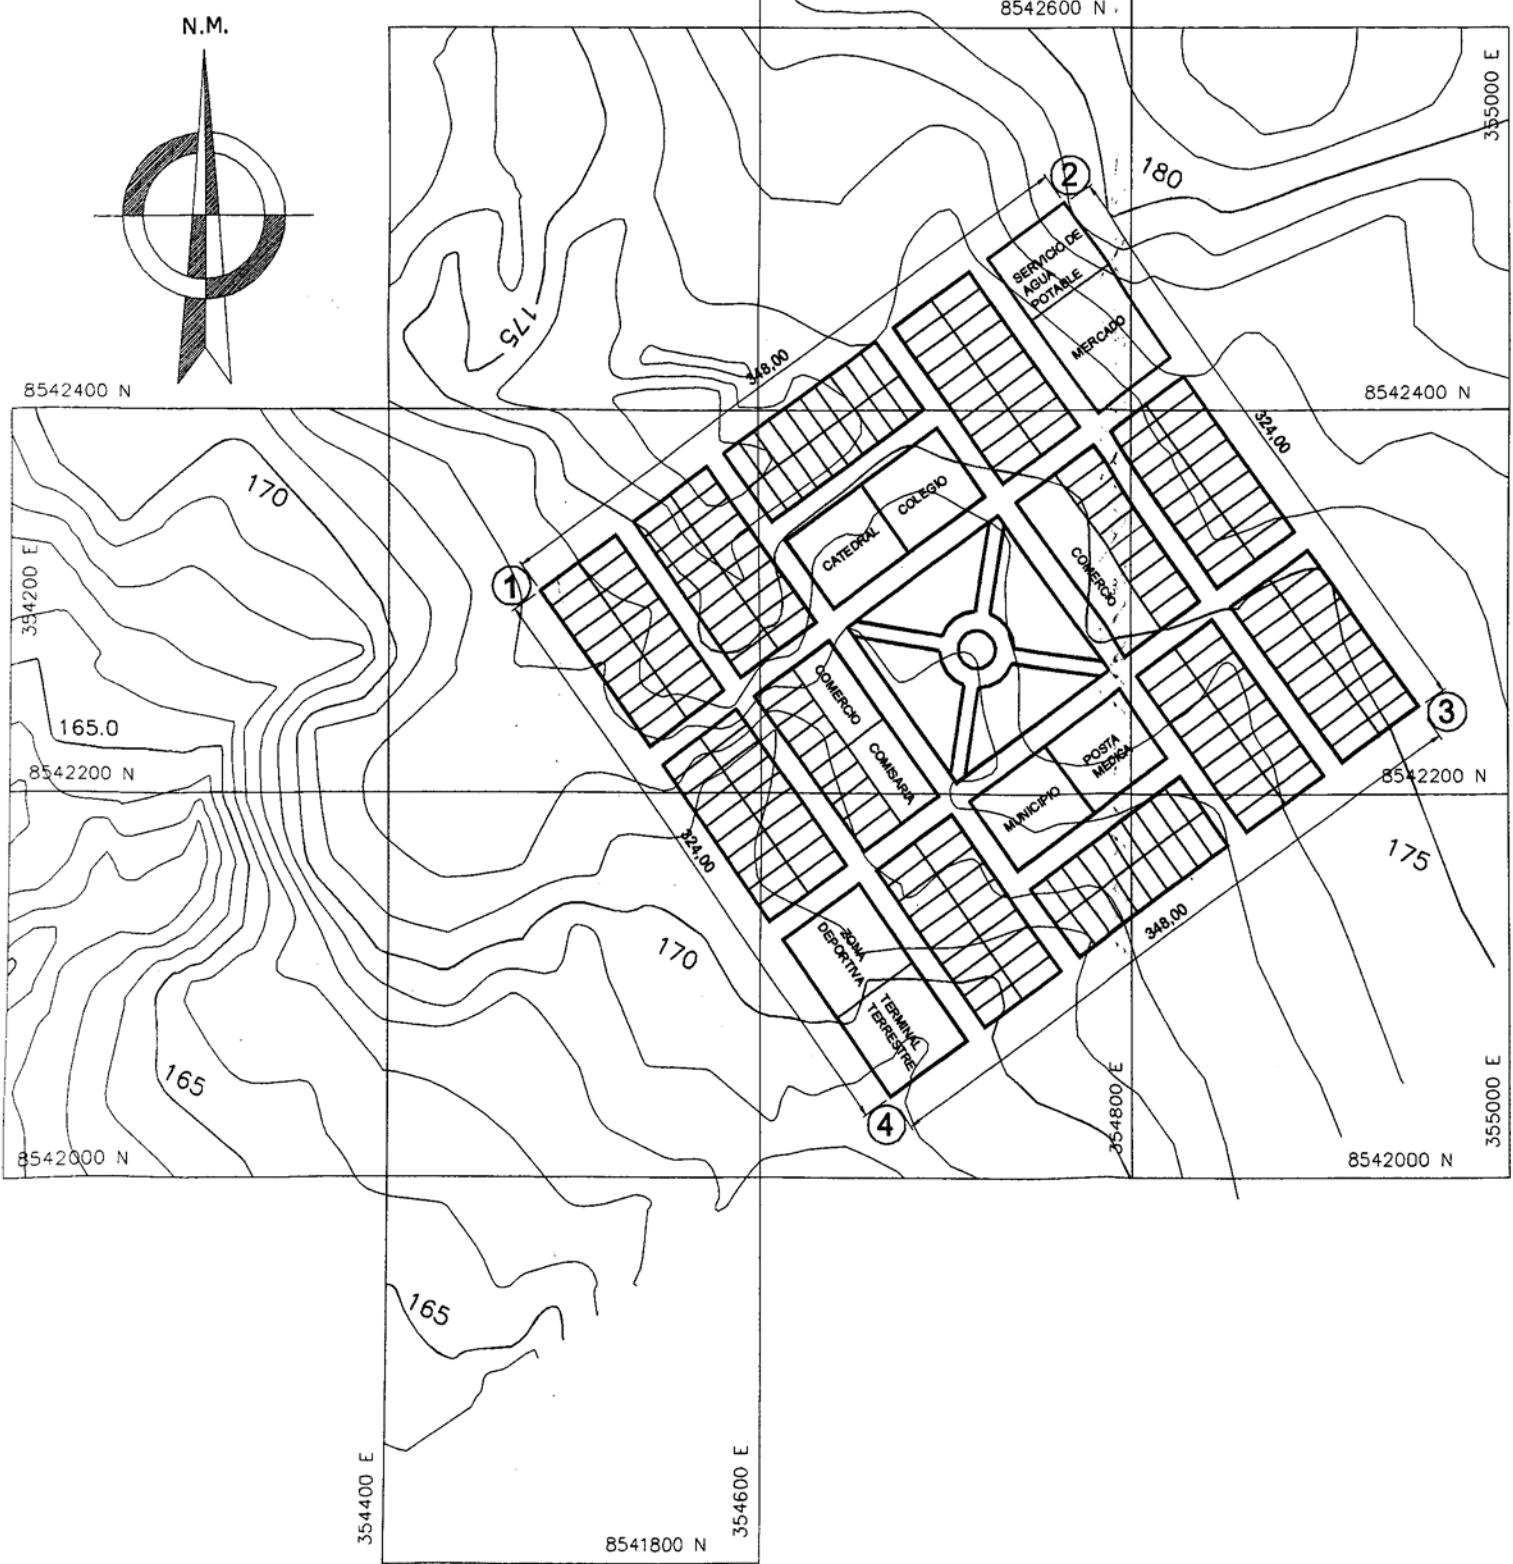 8542600 N
N.M.
355000 E
2
180
SERVICIO DE
AGUA
POTABLE
175
MERCADO
348,00
8542400 N
8542400 N
324,00
170
COLEGIO
CATEDRAL
354200 E
1
COMERCIO
COMERCIO
165.0
3
POSTA
MEDICA
COMISARIA
8542200 N
8542200 N
MUNICIPIO
324,00
175
348,00
170
ZONA
DEPORTIVA
TERMINAL
TERRESTRE
165
4
354800 E
355000 E
8542000 N
8542000 N
165
354400 E
354600 E
8541800 N